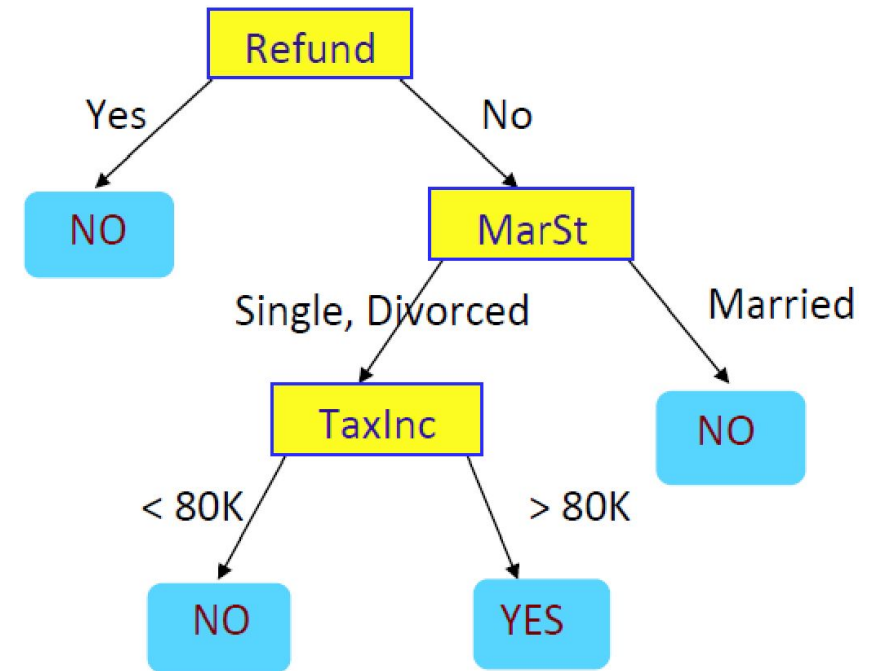 Refund
Yes
No
NO
MarSt
Single, Divorced
Married
TaxInc
NO
< 80K
> 80K
NO
YES